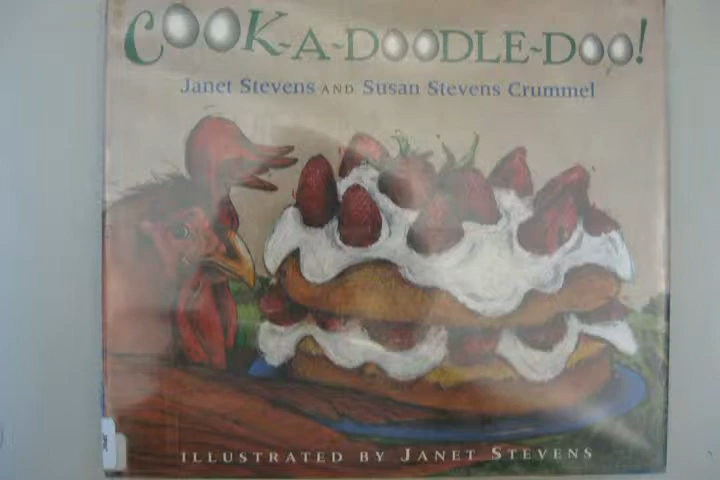 COOK-A-DOODLE-DOO!
Janet Stevens AND Susan Stevens Crummel
ILLUSTRATED BY JANET STEVENS